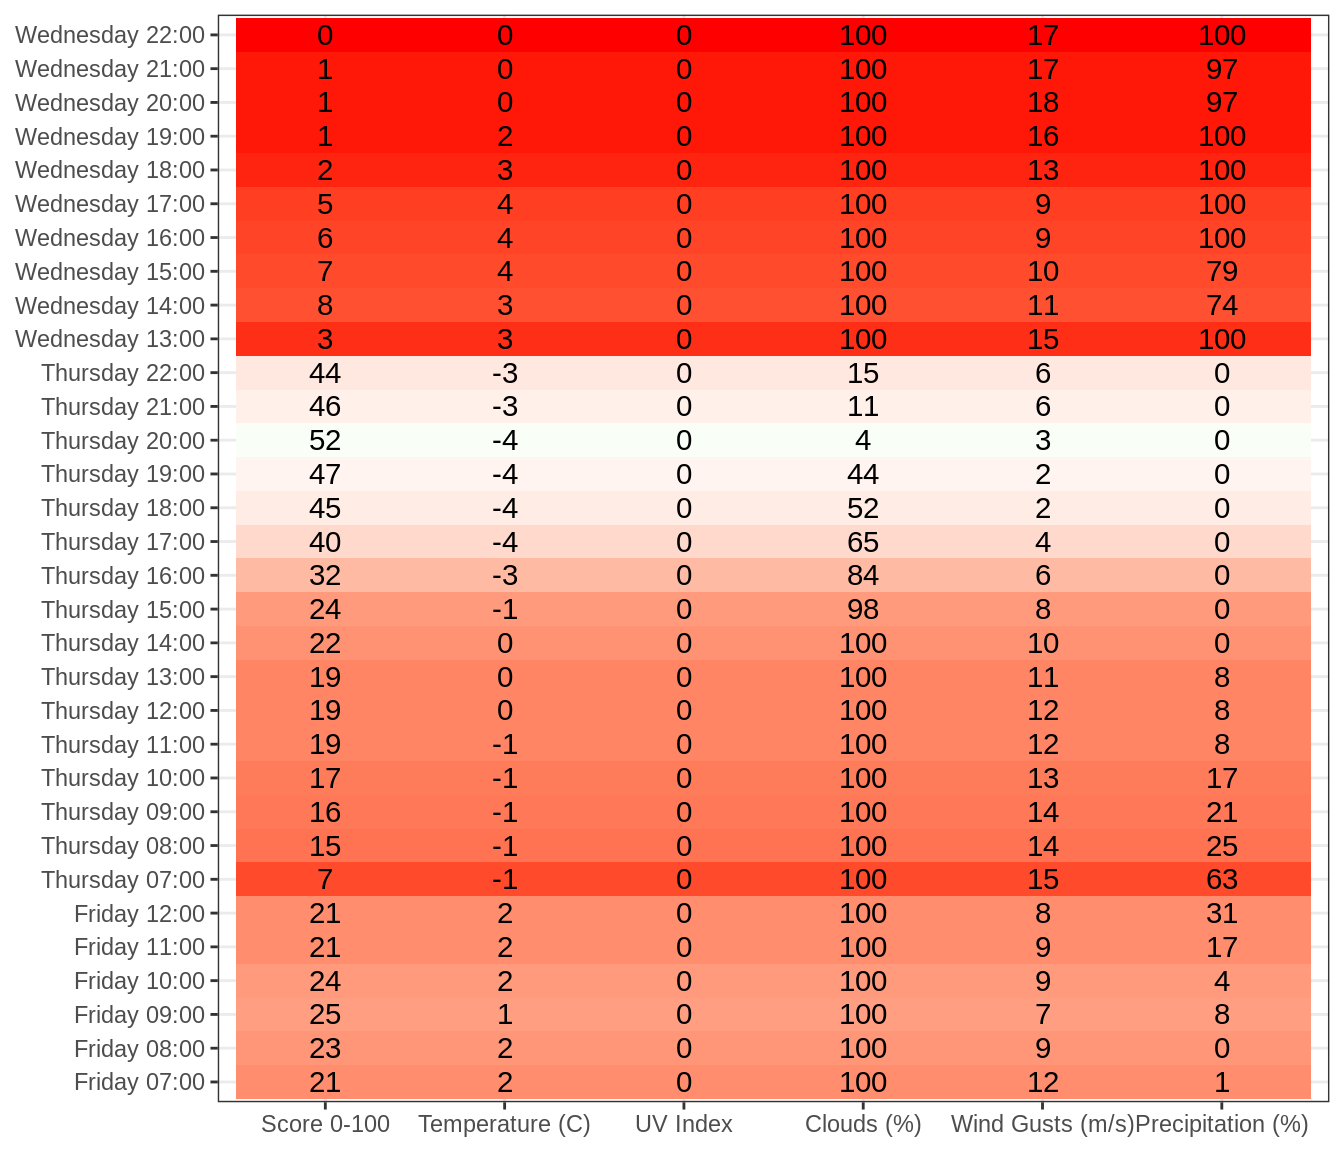 Wednesday 22:00 0 0 0 100 17 100
Wednesday 21:00 1 0 0 100 17 97
Wednesday 20:00 1 0 0 100 18 97
Wednesday 19:00 1 2 0 100 16 100
Wednesday 18:00 2 3 0 100 13 100
Wednesday 17:00 5 4 0 100 9 100
Wednesday 16:00 6 4 0 100 9 100
Wednesday 15:00 7 4 0 100 10 79
Wednesday 14:00 8 3 0 100 11 74
Wednesday 13:00 3 3 0 100 15 100
Thursday 22:00 44 -3 0 15 6 0
Thursday 21:00 46 -3 0 11 6 0
Thursday 20:00 52 -4 0 4 3 0
Thursday 19:00 47 -4 0 44 2 0
Thursday 18:00 45 -4 0 52 2 0
Thursday 17:00 40 -4 0 65 4 0
Thursday 16:00 32 -3 0 84 6 0
Thursday 15:00 24 -1 0 98 8 0
Thursday 14:00 22 0 0 100 10 0
Thursday 13:00 19 0 0 100 11 8
Thursday 12:00 19 0 0 100 12 8
Thursday 11:00 19 -1 0 100 12 8
Thursday 10:00 17 -1 0 100 13 17
Thursday 09:00 16 -1 0 100 14 21
Thursday 08:00 15 -1 0 100 14 25
Thursday 07:00 7 -1 0 100 15 63
Friday 12:00 21 2 0 100 8 31
Friday 11:00 21 2 0 100 9 17
Friday 10:00 24 2 0 100 9 4
Friday 09:00 25 1 0 100 7 8
Friday 08:00 23 2 0 100 9 0
Friday 07:00 21 2 0 100 12 1
Score 0-100 Temperature (C) UV Index Clouds (%) Wind Gusts (m/s) Precipitation (%)